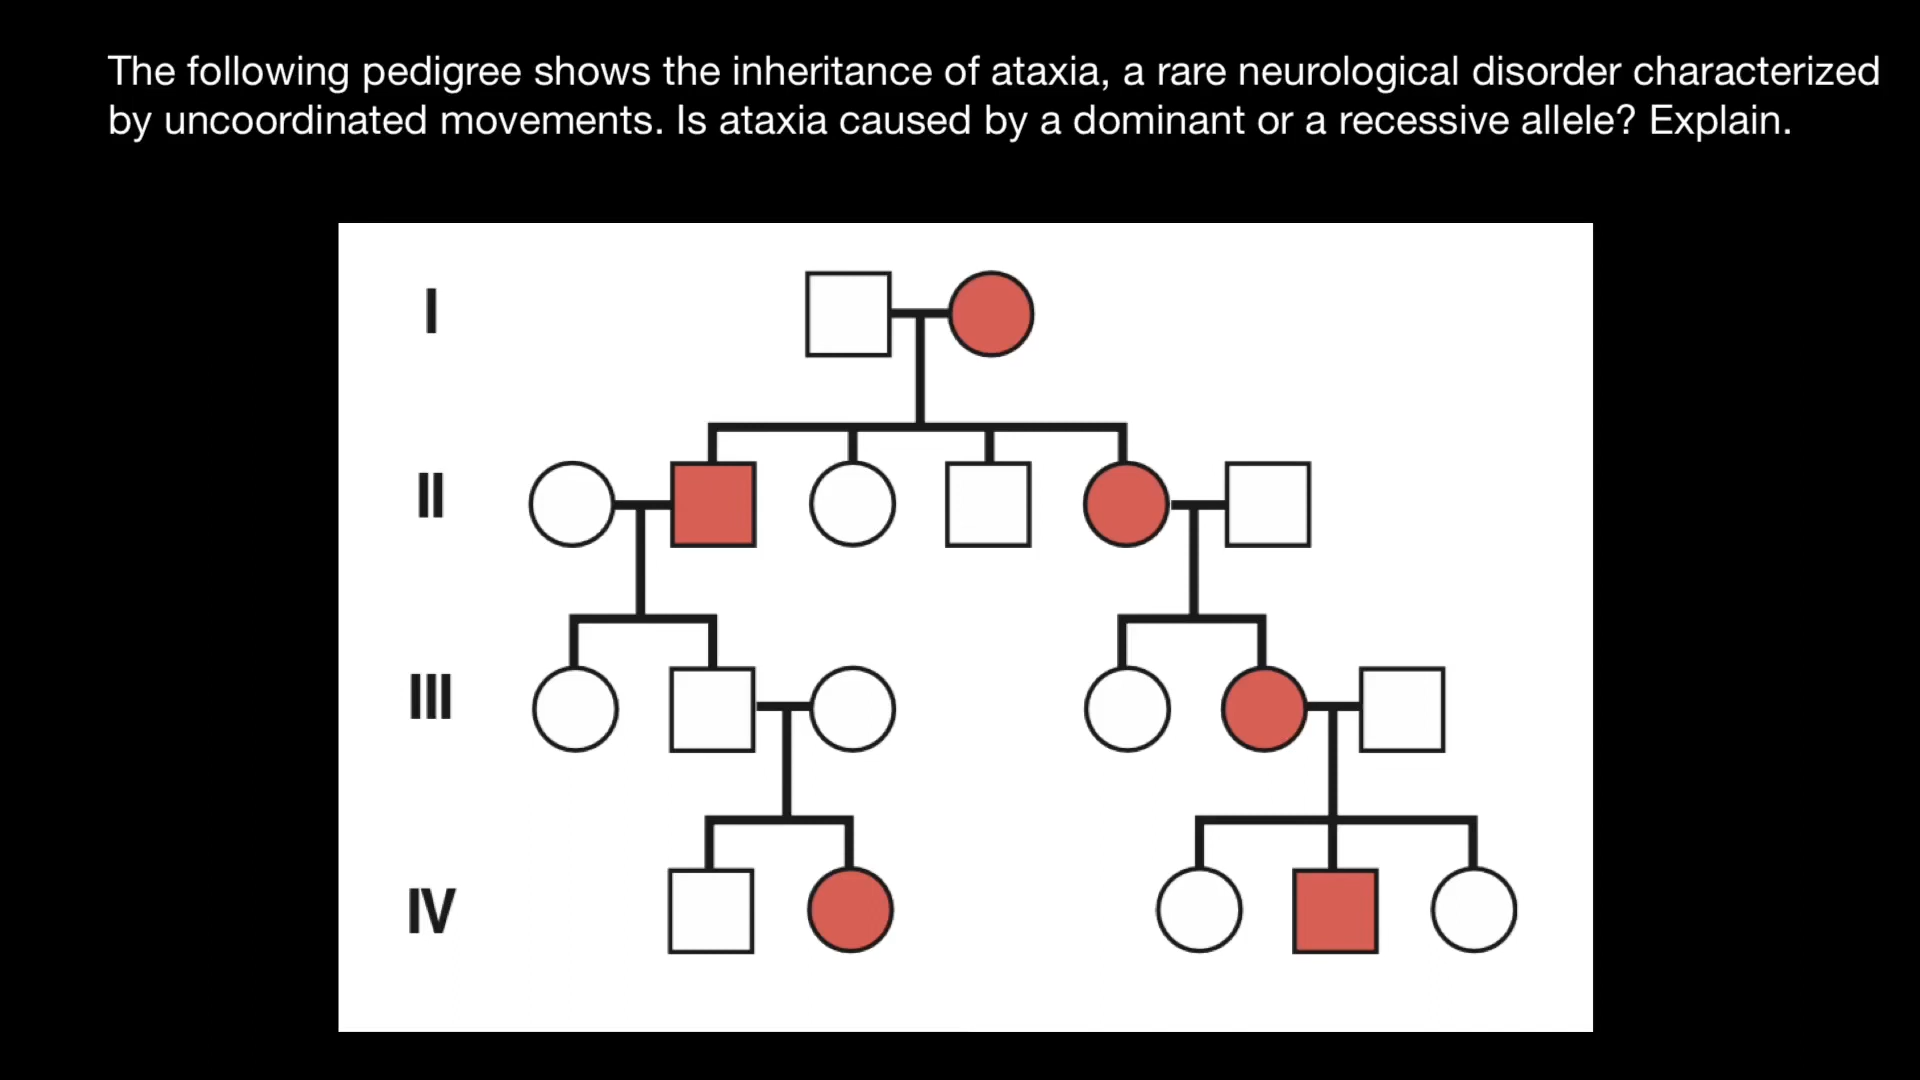 The following pedigree shows the inheritance of ataxia, a rare neurological disorder characterized
by uncoordinated movements. Is ataxia caused by a dominant or a recessive allele? Explain.
I
II
III
IV